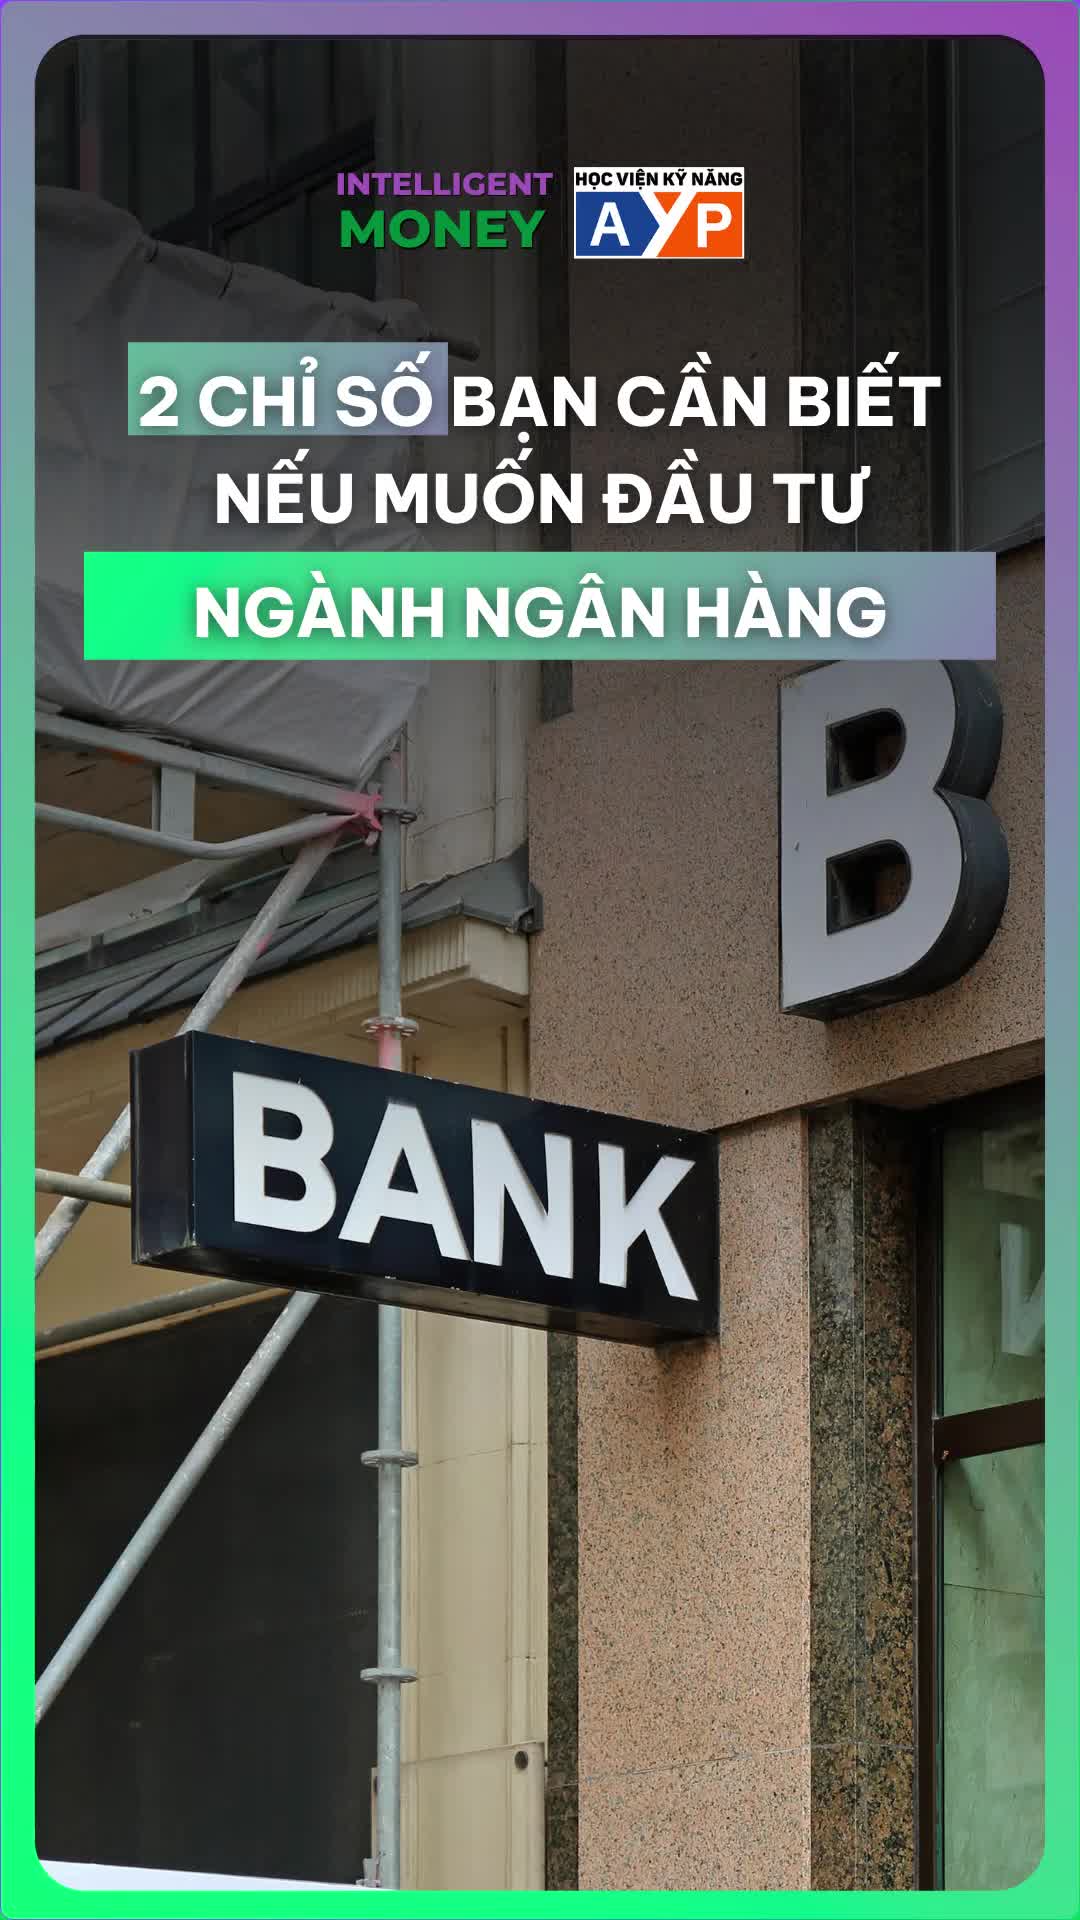 INTELLIGENT
MONEY
HỌC VIỆN KỸ NĂNG
AYP
2 CHỈ SỐ BẠN CẦN BIẾT
NẾU MUỐN ĐẦU TƯ
NGÀNH NGÂN HÀNG
B
BANK